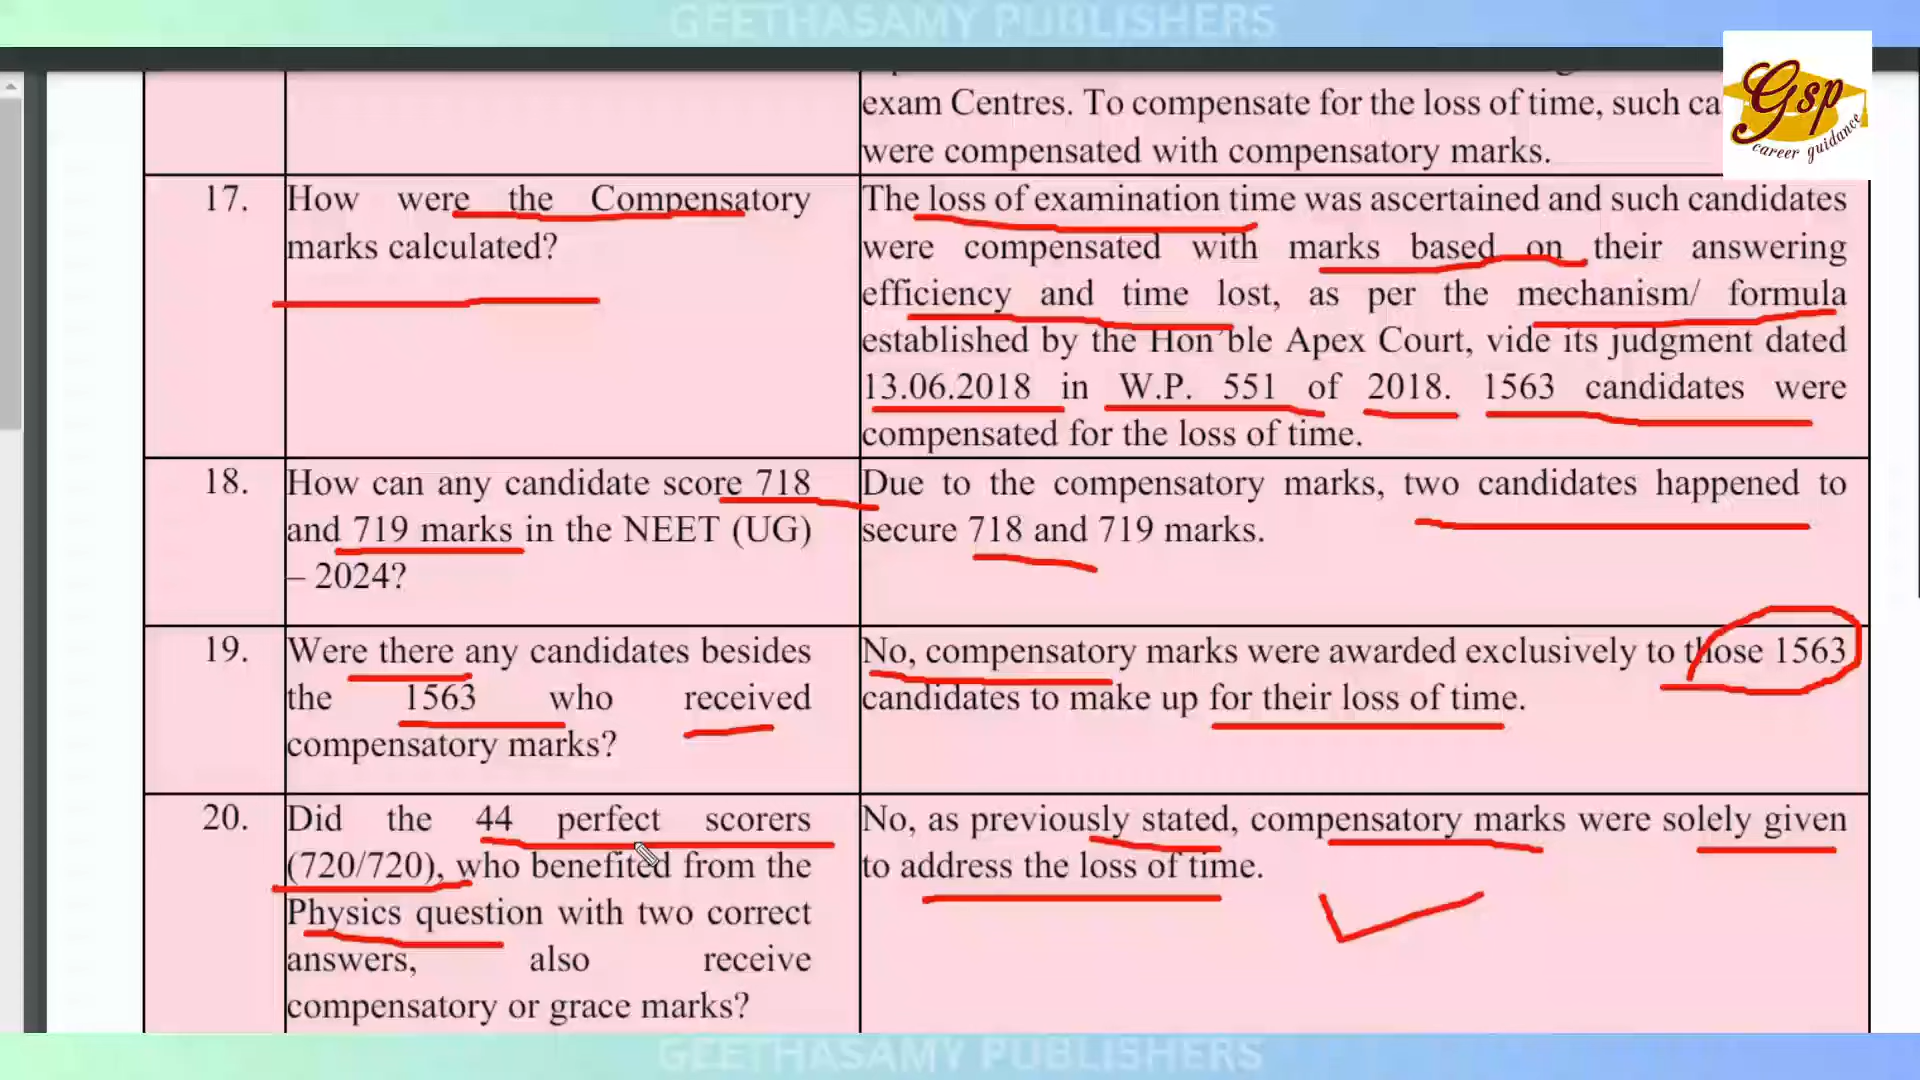 GEETHASAMY PUBLISHERS
Gsp
career guidance
exam Centres. To compensate for the loss of time, such ca
were compensated with compensatory marks.
17.
How were the Compensatory
marks calculated?
The loss of examination time was ascertained and such candidates
were compensated with marks based on their answering
efficiency and time lost, as per the mechanism/ formula
established by the Hon’ble Apex Court, vide its judgment dated
13.06.2018 in W.P. 551 of 2018. 1563 candidates were
compensated for the loss of time.
18.
How can any candidate score 718
and 719 marks in the NEET (UG)
– 2024?
Due to the compensatory marks, two candidates happened to
secure 718 and 719 marks.
19.
Were there any candidates besides
the 1563 who received
compensatory marks?
No, compensatory marks were awarded exclusively to those 1563
candidates to make up for their loss of time.
20.
Did the 44 perfect scorers
(720/720), who benefited from the
Physics question with two correct
answers, also receive
compensatory or grace marks?
No, as previously stated, compensatory marks were solely given
to address the loss of time.
GEETHASAMY PUBLISHERS